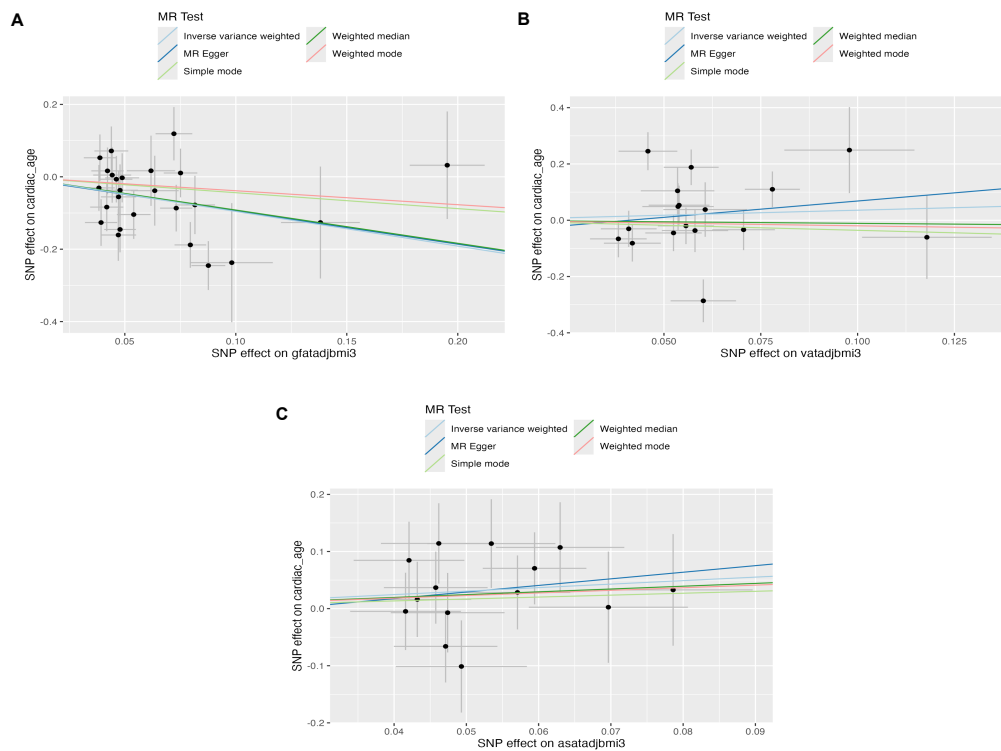 A
MR Test
Inverse variance weighted
Weighted median
MR Egger
Weighted mode
Simple mode
SNP effect on cardiac_age
0.2
0.0
-0.2
-0.4
0.05
0.10
0.15
0.20
SNP effect on gfatadjbmi3
B
MR Test
Inverse variance weighted
Weighted median
MR Egger
Weighted mode
Simple mode
SNP effect on cardiac_age
0.4
0.2
0.0
-0.2
-0.4
0.050
0.075
0.100
0.125
SNP effect on vatadjbmi3
C
MR Test
Inverse variance weighted
Weighted median
MR Egger
Weighted mode
Simple mode
SNP effect on cardiac_age
0.2
0.1
0.0
-0.1
-0.2
0.04
0.05
0.06
0.07
0.08
0.09
SNP effect on asatadjbmi3